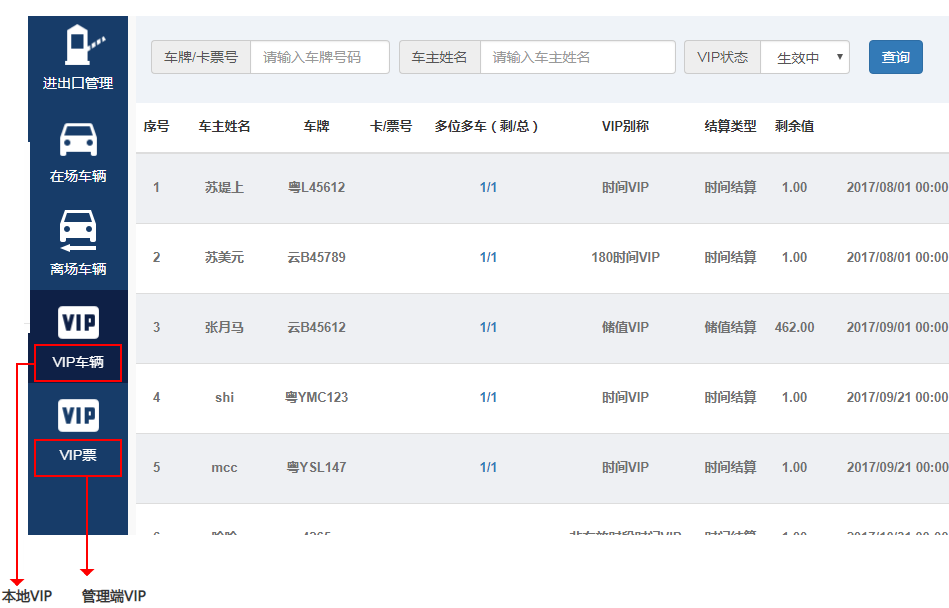 进出口管理
在场车辆
离场车辆
VIP
VIP车辆
VIP
VIP票
本地VIP 管理端VIP
车牌/卡票号 请输入车牌号码 车主姓名 请输入车主姓名 VIP状态 生效中 查询
序号 车主姓名 车牌 卡/票号 多位多车（剩/总） VIP别称 结算类型 剩余值
1 苏堤上 粤L45612 1/1 时间VIP 时间结算 1.00 2017/08/01 00:00
2 苏美元 云B45789 1/1 180时间VIP 时间结算 1.00 2017/08/01 00:00
3 张月马 云B45612 1/1 储值VIP 储值结算 462.00 2017/09/01 00:00
4 shi 粤YMC123 1/1 时间VIP 时间结算 1.00 2017/09/21 00:00
5 mcc 粤YSL147 1/1 时间VIP 时间结算 1.00 2017/09/21 00:00